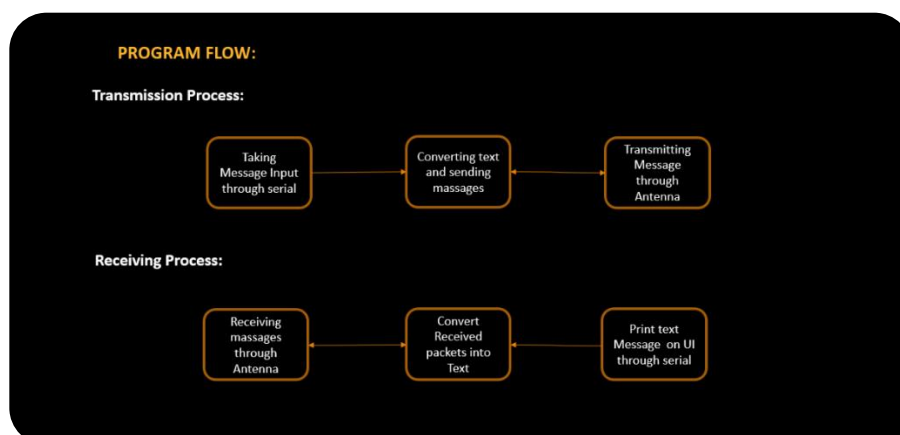 PROGRAM FLOW:
Transmission Process:
Taking
Message Input
through serial
Converting text
and sending
massages
Transmitting
Message
through
Antenna
Receiving Process:
Receiving
massages
through
Antenna
Convert
Received
packets into
Text
Print text
Message on UI
through serial